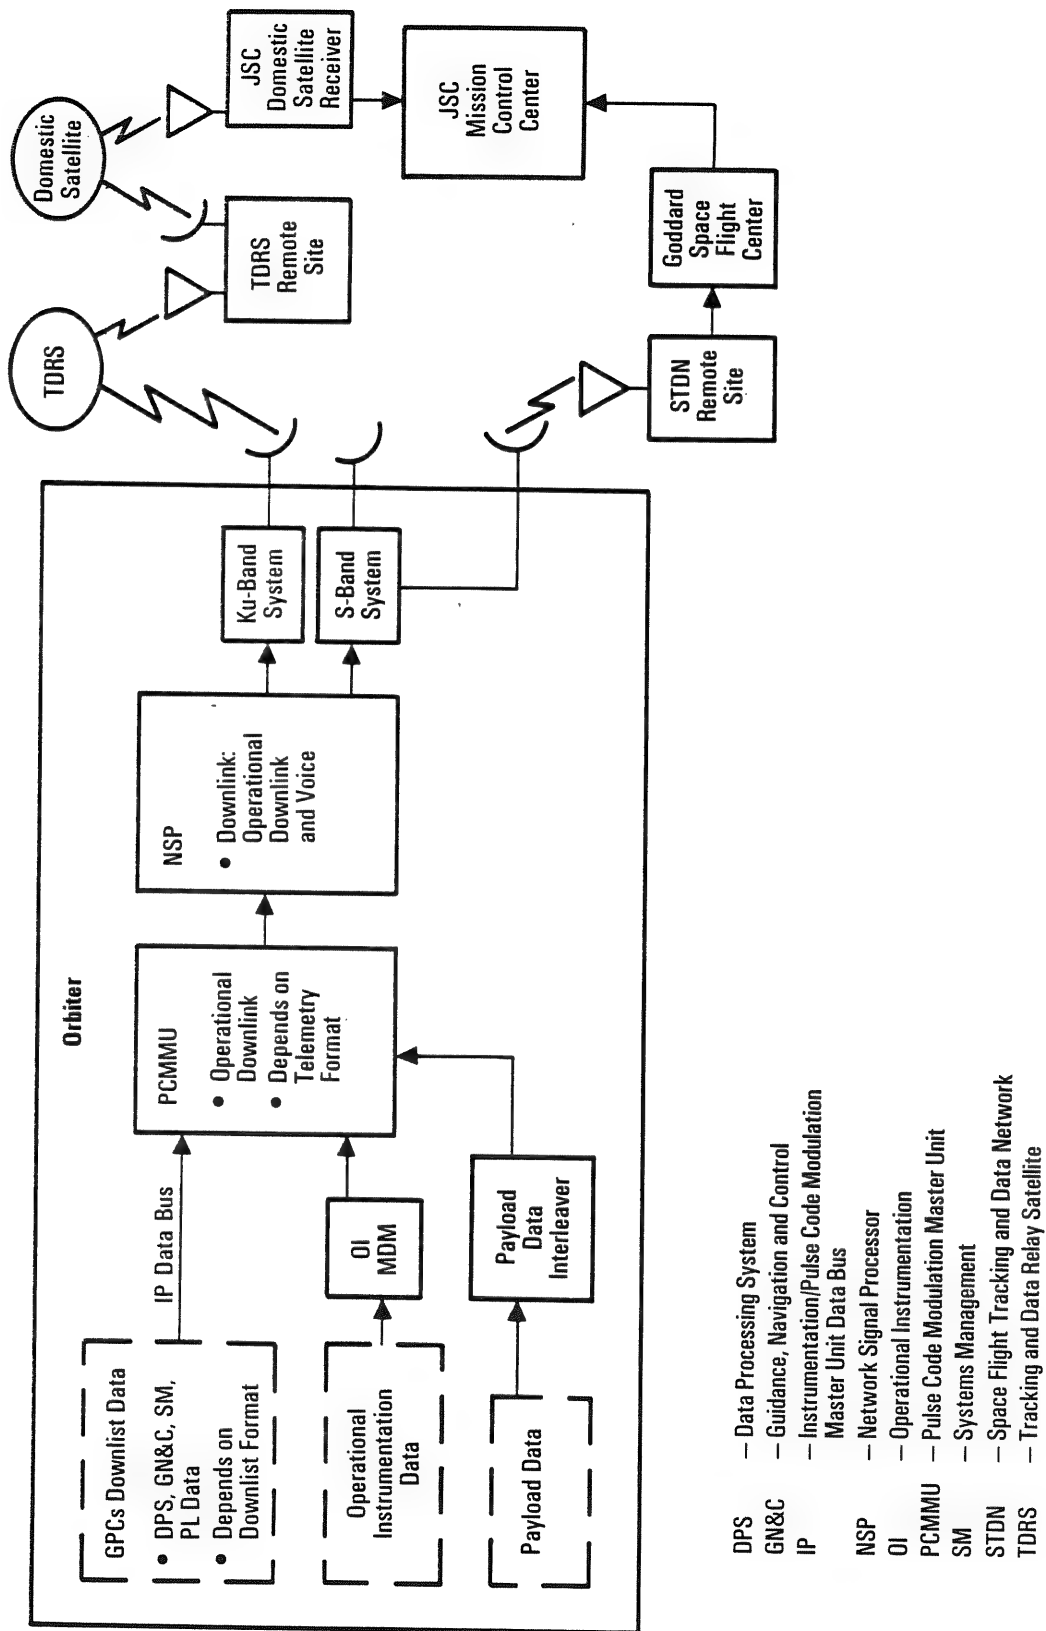 Orbiter
GPCs Downlist Data
• DPS, GN&C, SM,
PL Data
• Depends on
Downlist Format
IP Data Bus
Operational
Instrumentation
Data
OI
MDM
Payload Data
Payload
Data
Interleaver
PCMMU
• Operational
Downlink
• Depends on
Telemetry
Format
NSP
• Downlink:
Operational
Downlink
and Voice
Ku-Band
System
S-Band
System
TDRS
Domestic
Satellite
TDRS
Remote
Site
JSC
Domestic
Satellite
Receiver
JSC
Mission
Control
Center
STDN
Remote
Site
Goddard
Space
Flight
Center
DPS — Data Processing System
GN&C — Guidance, Navigation and Control
IP — Instrumentation/Pulse Code Modulation
Master Unit Data Bus
NSP — Network Signal Processor
OI — Operational Instrumentation
PCMMU — Pulse Code Modulation Master Unit
SM — Systems Management
STDN — Space Flight Tracking and Data Network
TDRS — Tracking and Data Relay Satellite